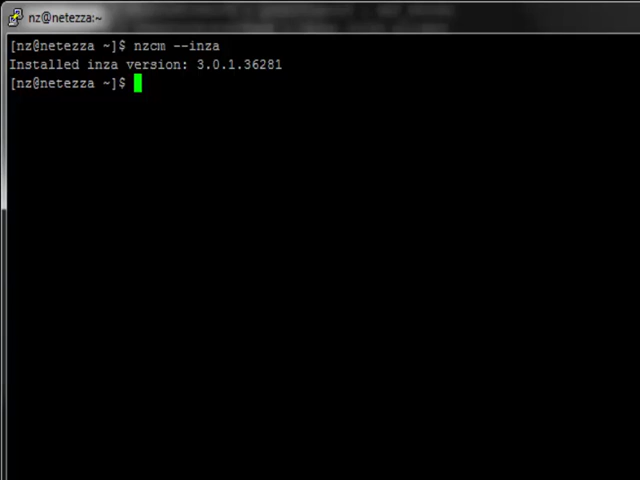 nz@netezza:~
[nz@netezza ~]$ nzcm --inza
Installed inza version: 3.0.1.36281
[nz@netezza ~]$